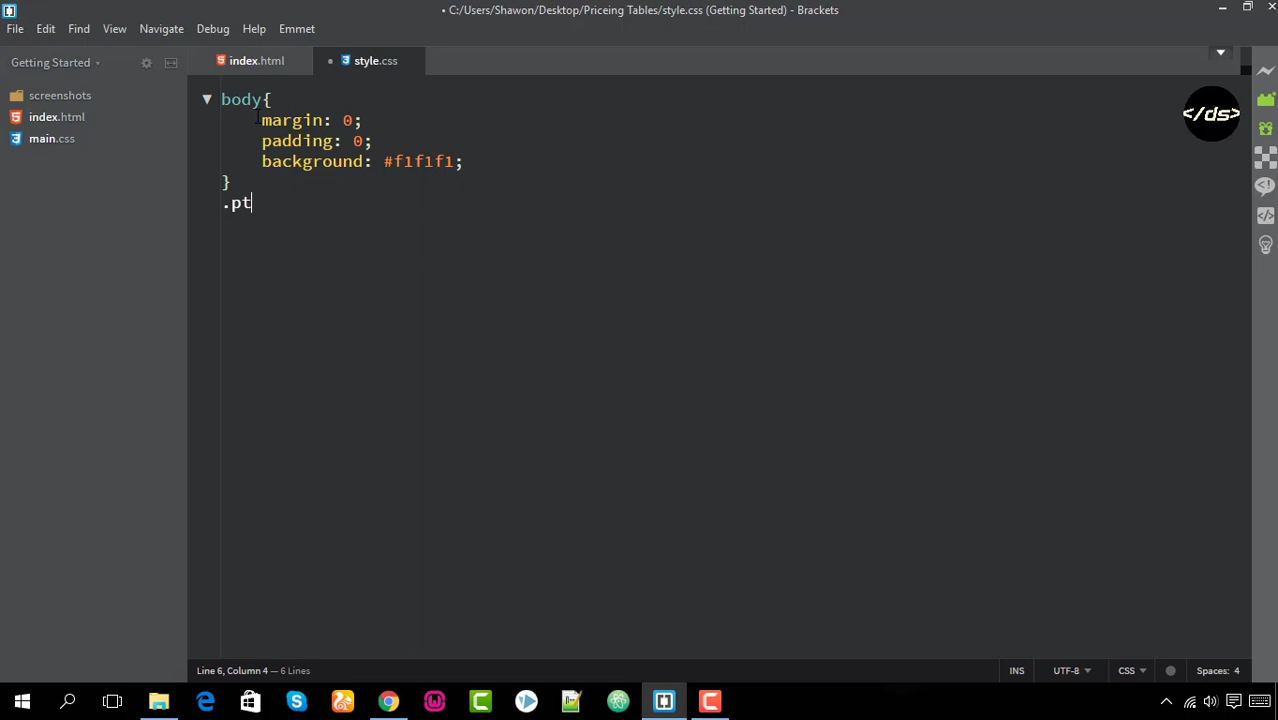 • C:/Users/Shawon/Desktop/Priceing Tables/style.css (Getting Started) - Brackets
File Edit Find View Navigate Debug Help Emmet
Getting Started
index.html
style.css
screenshots
index.html
main.css
body{
margin: 0;
padding: 0;
background: #f1f1f1;
}
.pt
</ds>
Line 6, Column 4 — 6 Lines
INS UTF-8 CSS Spaces: 4